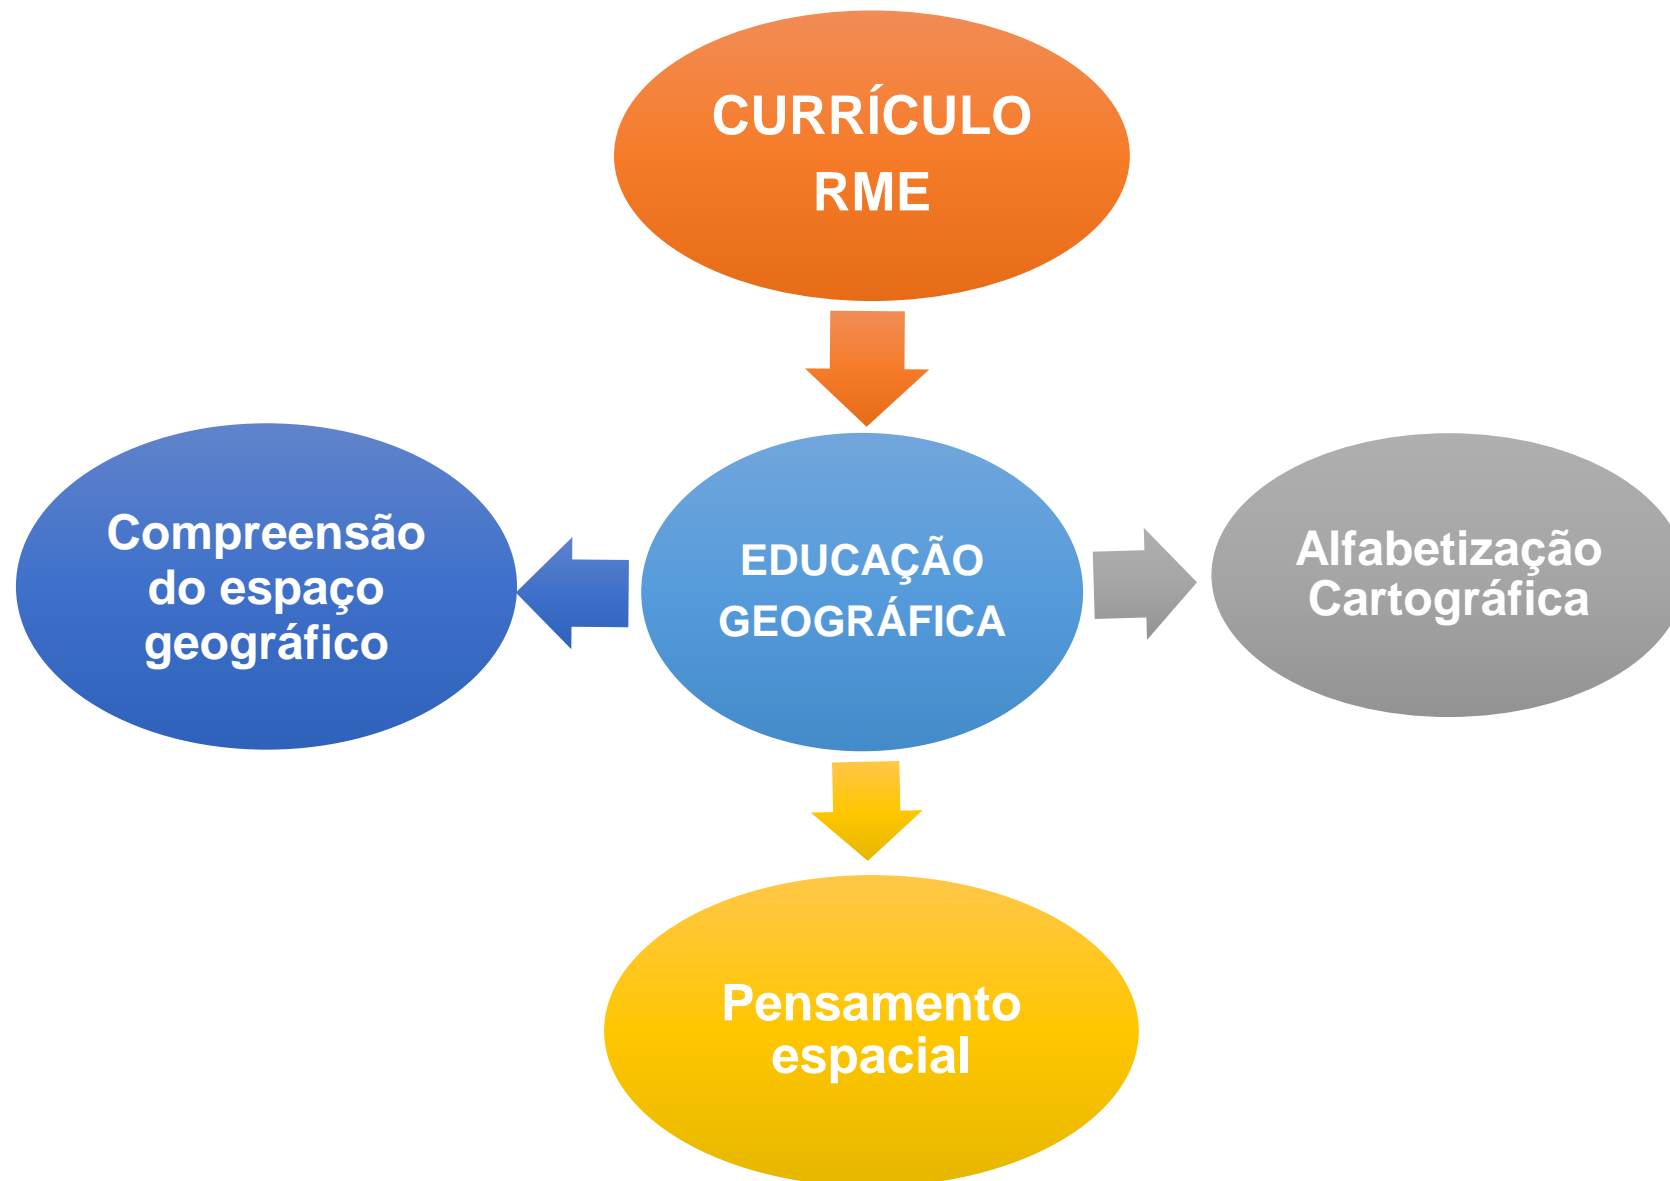 CURRÍCULO
RME
Compreensão
do espaço
geográfico
EDUCAÇÃO
GEOGRÁFICA
Alfabetização
Cartográfica
Pensamento
espacial